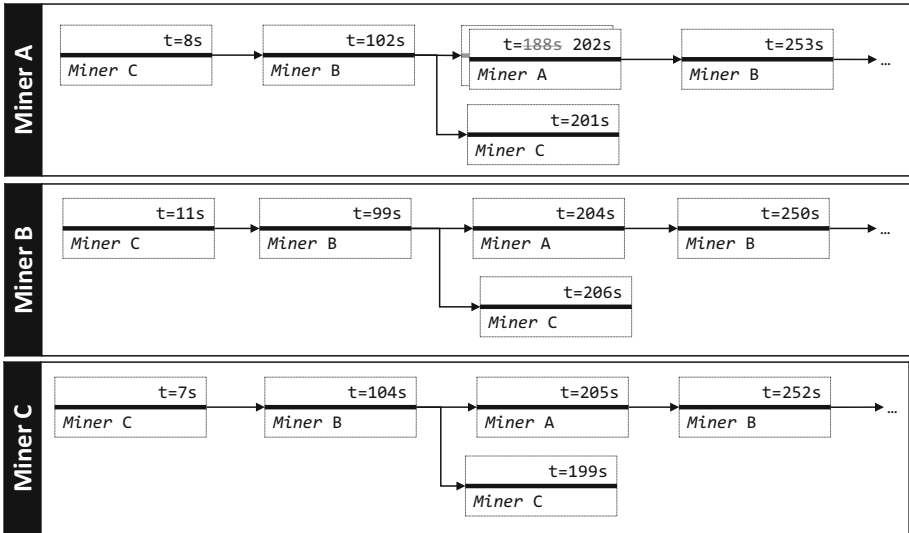 Miner A
t=8s
Miner C
t=102s
Miner B
t=188s 202s
Miner A
t=253s
Miner B
...
t=201s
Miner C
Miner B
t=11s
Miner C
t=99s
Miner B
t=204s
Miner A
t=250s
Miner B
...
t=206s
Miner C
Miner C
t=7s
Miner C
t=104s
Miner B
t=205s
Miner A
t=252s
Miner B
...
t=199s
Miner C